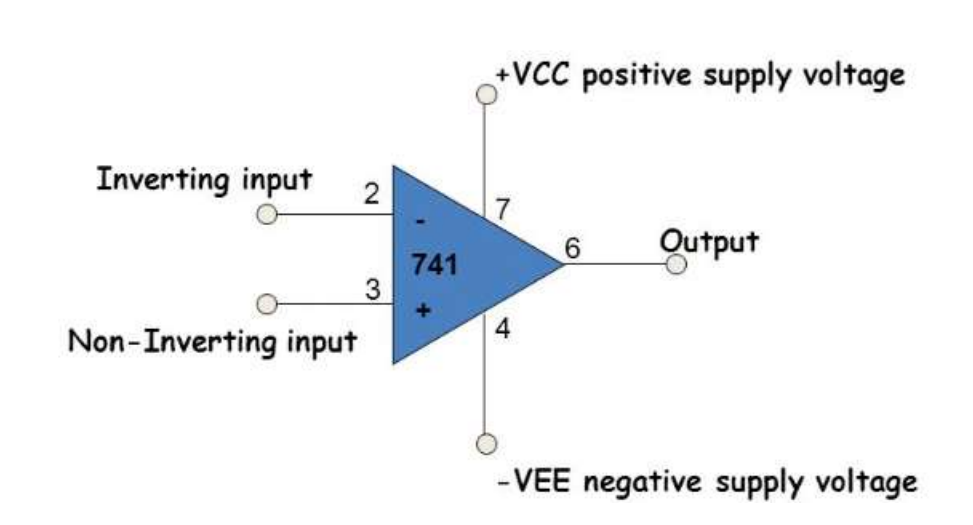 +VCC positive supply voltage
Inverting input
2
7
-
741
6
Output
3
+
Non-Inverting input
4
-VEE negative supply voltage